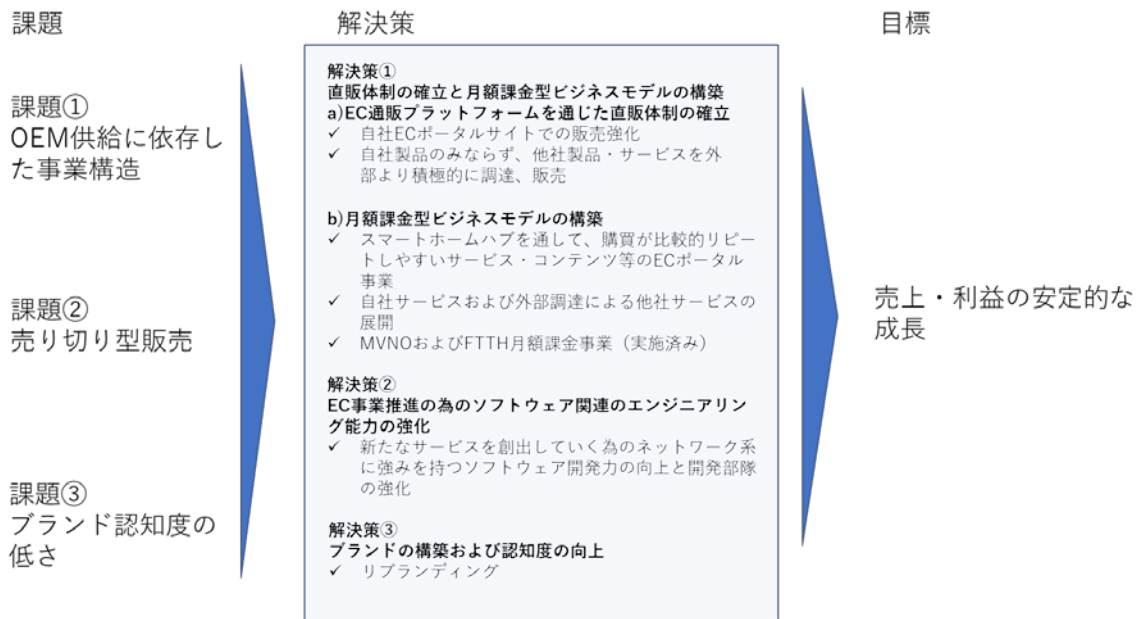 課題
解決策
目標
課題①
OEM供給に依存し
た事業構造
課題②
売り切り型販売
課題③
ブランド認知度の
低さ
解決策①
直販体制の確立と月額課金型ビジネスモデルの構築
a)EC通販プラットフォームを通じた直販体制の確立
✓ 自社ECポータルサイトでの販売強化
✓ 自社製品のみならず、他社製品・サービスを外
部より積極的に調達、販売
b)月額課金型ビジネスモデルの構築
✓ スマートホームハブを通して、購買が比較的リピー
トしやすいサービス・コンテンツ等のECポータル
事業
✓ 自社サービスおよび外部調達による他社サービスの
展開
✓ MVNOおよびFTTH月額課金事業（実施済み）
解決策②
EC事業推進の為のソフトウェア関連のエンジニアリン
グ能力の強化
✓ 新たなサービスを創出していく為のネットワーク系
に強みを持つソフトウェア開発力の向上と開発部隊
の強化
解決策③
ブランドの構築および認知度の向上
✓ リブランディング
売上・利益の安定的な
成長